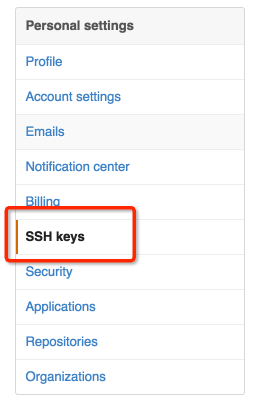 Personal settings
Profile
Account settings
Emails
Notification center
Billing
SSH keys
Security
Applications
Repositories
Organizations